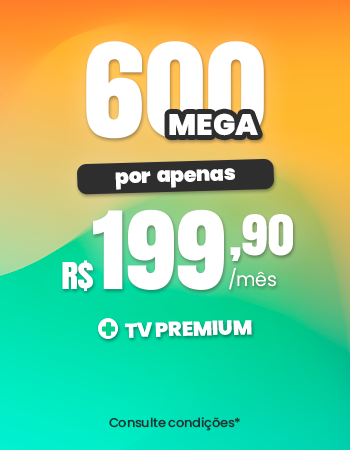 600
MEGA
por apenas
R$199,90
/mês
TV PREMIUM
Consulte condições*